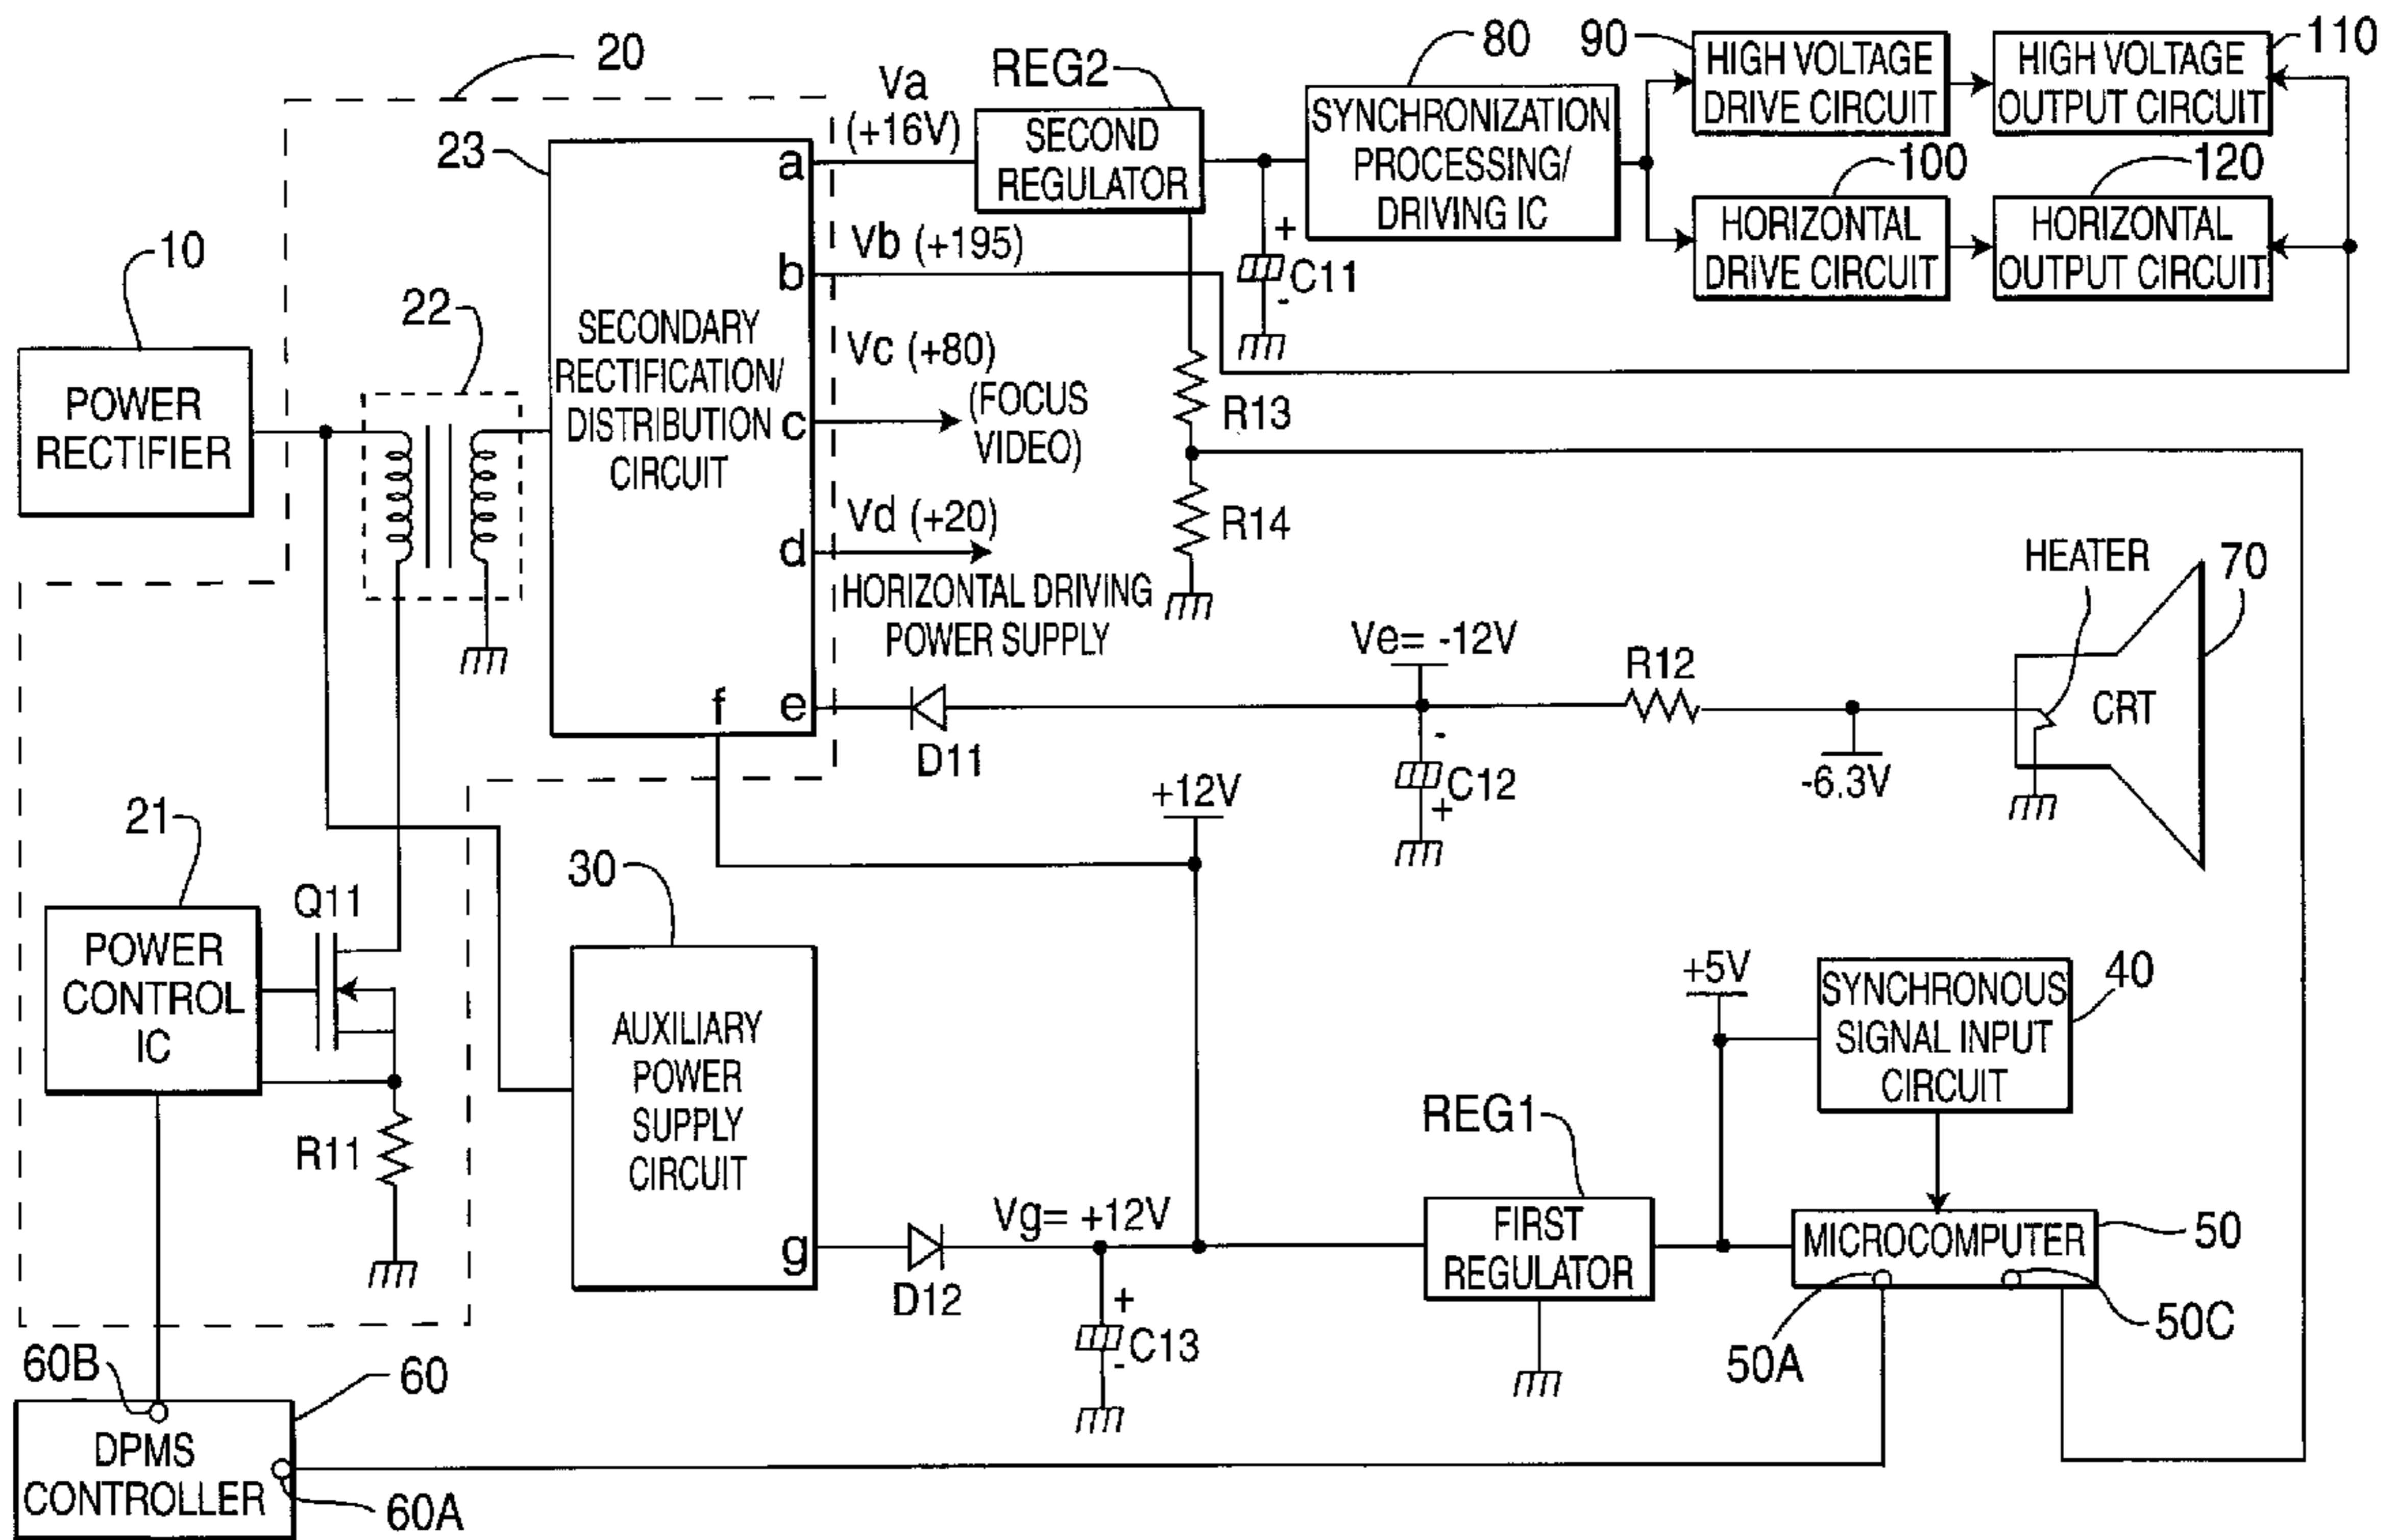 20
Va
(+16V)
REG2
SECOND
REGULATOR
80
SYNCHRONIZATION
PROCESSING/
DRIVING IC
90
HIGH VOLTAGE
DRIVE CIRCUIT
HIGH VOLTAGE
OUTPUT CIRCUIT
110
100
HORIZONTAL
DRIVE CIRCUIT
120
HORIZONTAL
OUTPUT CIRCUIT
23
a
Vb (+195)
b
+
C11
-
10
POWER
RECTIFIER
22
SECONDARY
RECTIFICATION/
DISTRIBUTION
CIRCUIT
Vc (+80)
c
(FOCUS
VIDEO)
R13
Vd (+20)
d
HORIZONTAL DRIVING
POWER SUPPLY
R14
f
e
D11
Ve= -12V
-
C12
+
R12
-6.3V
HEATER
70
CRT
+12V
21
POWER
CONTROL
IC
Q11
R11
30
AUXILIARY
POWER
SUPPLY
CIRCUIT
g
D12
Vg= +12V
+
C13
-
REG1
FIRST
REGULATOR
+5V
SYNCHRONOUS
SIGNAL INPUT
CIRCUIT
40
MICROCOMPUTER
50
50A
50C
60B
60
DPMS
CONTROLLER
60A